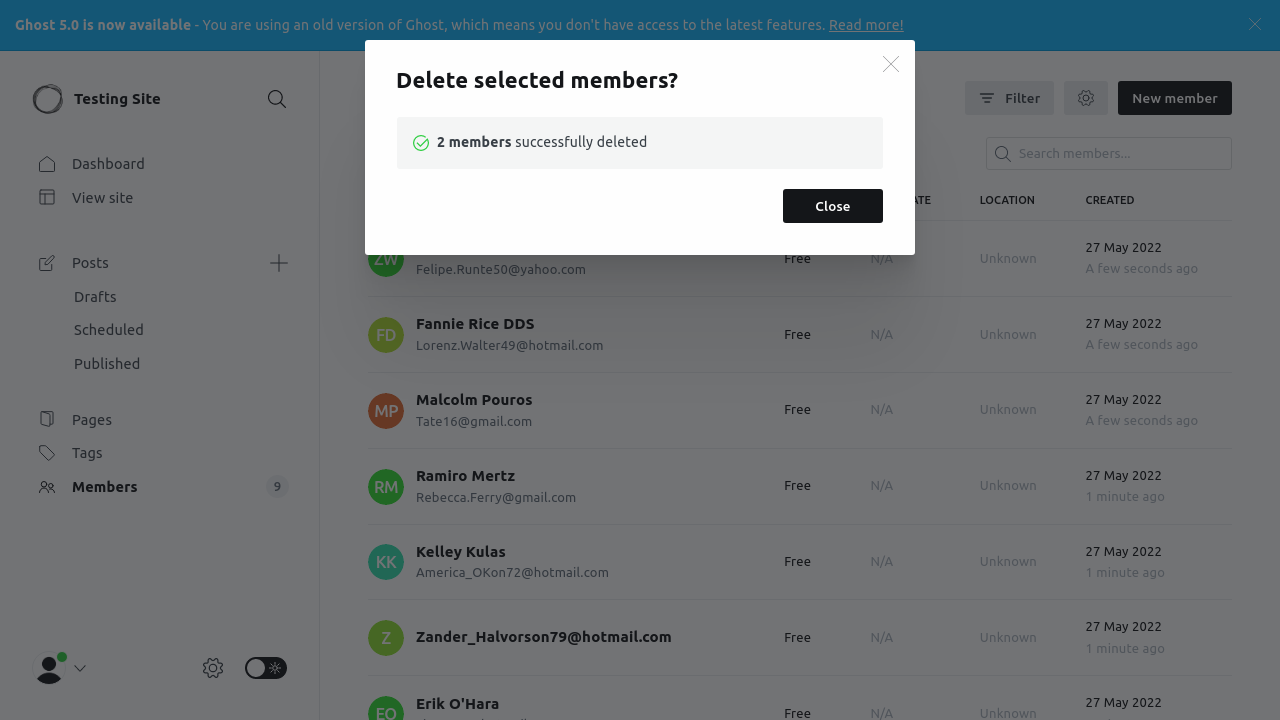 Ghost 5.0 is now available - You are using an old version of Ghost, which means you don't have access to the latest features. Read more!
Testing Site
Dashboard
View site
Posts
Drafts
Scheduled
Published
Pages
Tags
Members 9
Delete selected members?
2 members successfully deleted
Close
Filter
New member
Search members...
LOCATION CREATED
ZW Felipe.Runte50@yahoo.com Free N/A Unknown 27 May 2022
A few seconds ago
FD Fannie Rice DDS Free N/A Unknown 27 May 2022
Lorenz.Walter49@hotmail.com A few seconds ago
MP Malcolm Pouros Free N/A Unknown 27 May 2022
Tate16@gmail.com A few seconds ago
RM Ramiro Mertz Free N/A Unknown 27 May 2022
Rebecca.Ferry@gmail.com 1 minute ago
KK Kelley Kulas Free N/A Unknown 27 May 2022
America_OKon72@hotmail.com 1 minute ago
Z Zander_Halvorson79@hotmail.com Free N/A Unknown 27 May 2022
1 minute ago
EO Erik O'Hara Free N/A Unknown 27 May 2022